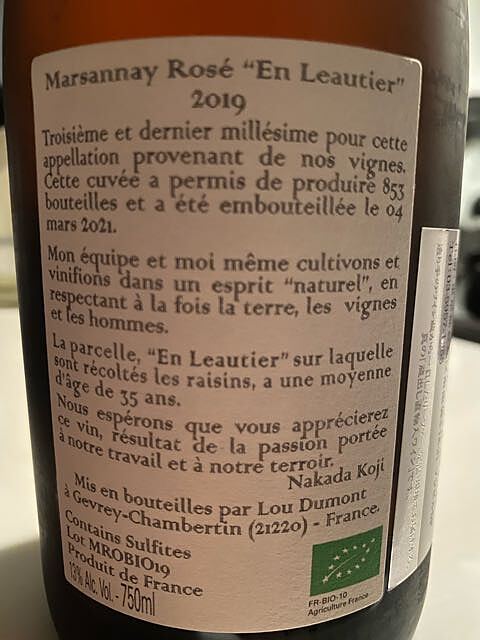 Marsannay Rosé “En Leautier”
2019
Troisième et dernier millésime pour cette
appellation provenant de nos vignes.
Cette cuvée a permis de produire 853
bouteilles et a été embouteillée le 04
mars 2021.
Mon équipe et moi même cultivons et
vinifions dans un esprit “naturel”, en
respectant à la fois la terre, les vignes
et les hommes.
La parcelle, “En Leautier” sur laquelle
sont récoltés les raisins, a une moyenne
d'âge de 35 ans.
Nous espérons que vous apprécierez
ce vin, résultat de la passion portée
à notre travail et à notre terroir.
Nakada Koji
Mis en bouteilles par Lou Dumont
à Gevrey-Chambertin (21220) - France.
Contains Sulfites
Lot MROBIO19
Produit de France
13% Alc. Vol. - 750ml
FR-BIO-10
Agriculture France